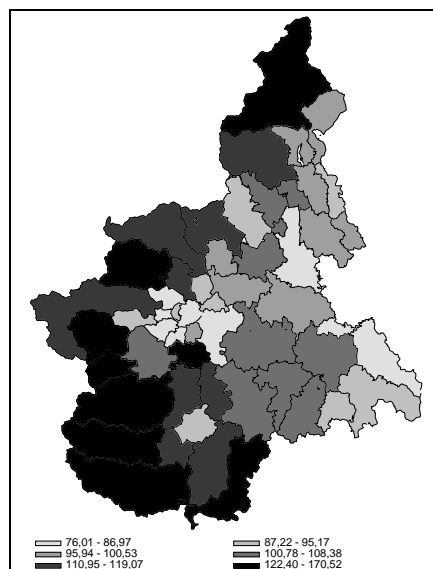 76,01 - 86,97 87,22 - 95,17
95,94 - 100,53 100,78 - 108,38
110,95 - 119,07 122,40 - 170,52